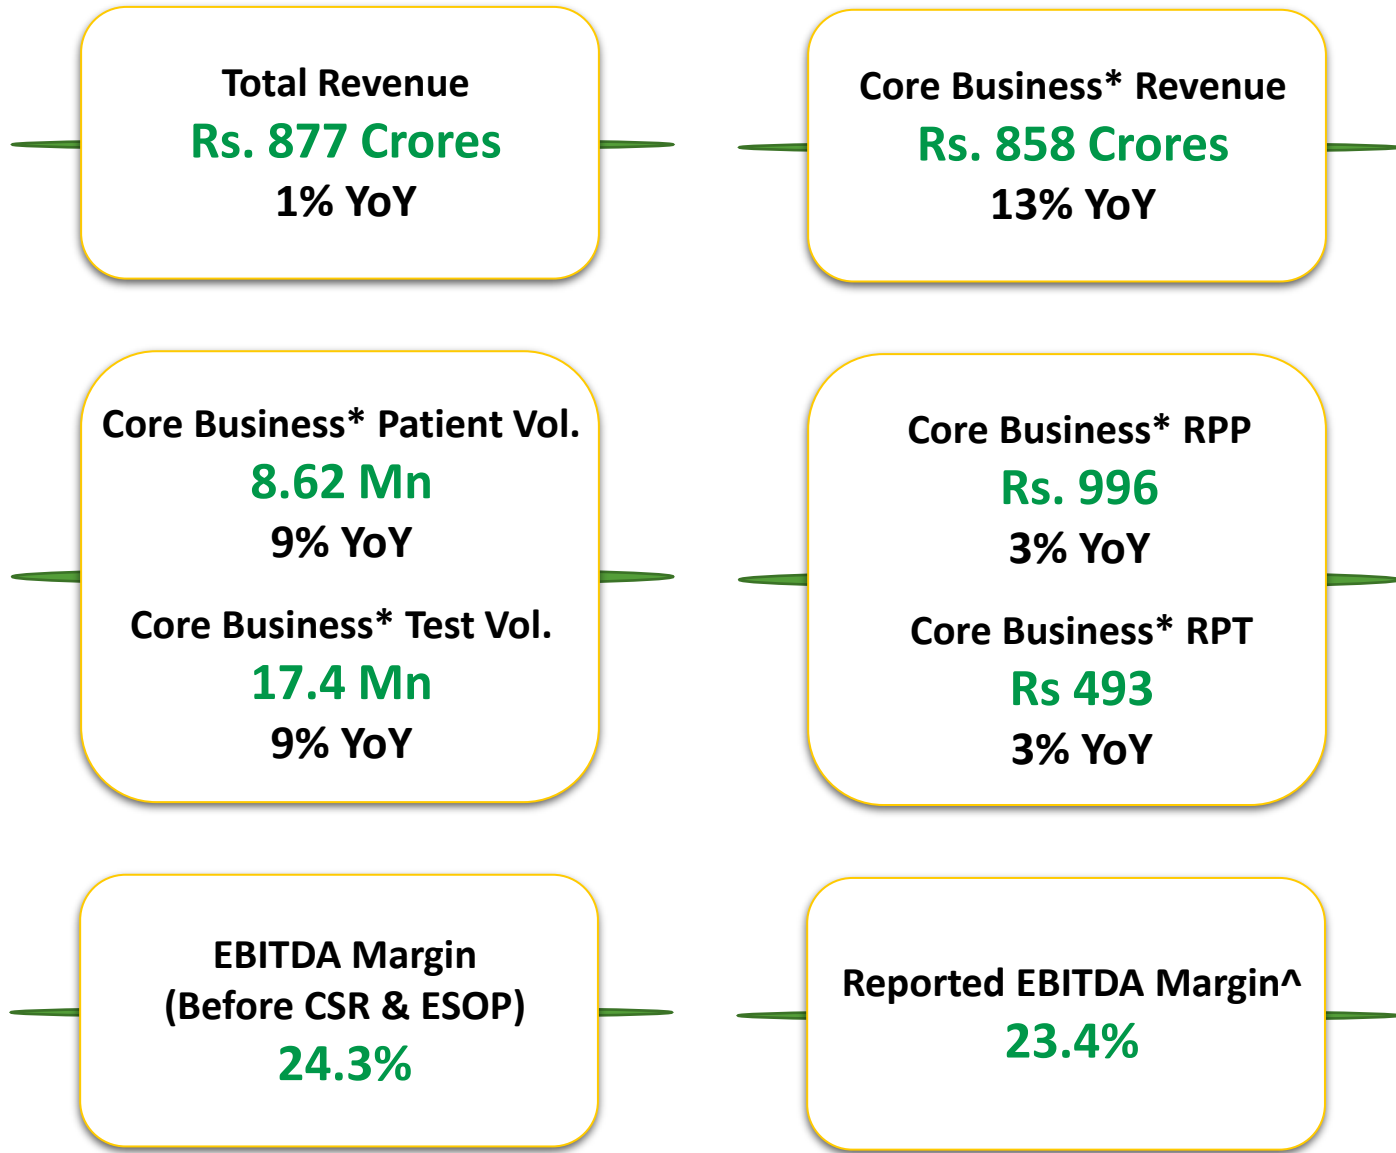 Total Revenue
Rs. 877 Crores
1% YoY
Core Business* Revenue
Rs. 858 Crores
13% YoY
Core Business* Patient Vol.
8.62 Mn
9% YoY
Core Business* Test Vol.
17.4 Mn
9% YoY
Core Business* RPP
Rs. 996
3% YoY
Core Business* RPT
Rs 493
3% YoY
EBITDA Margin
(Before CSR & ESOP)
24.3%
Reported EBITDA Margin^
23.4%